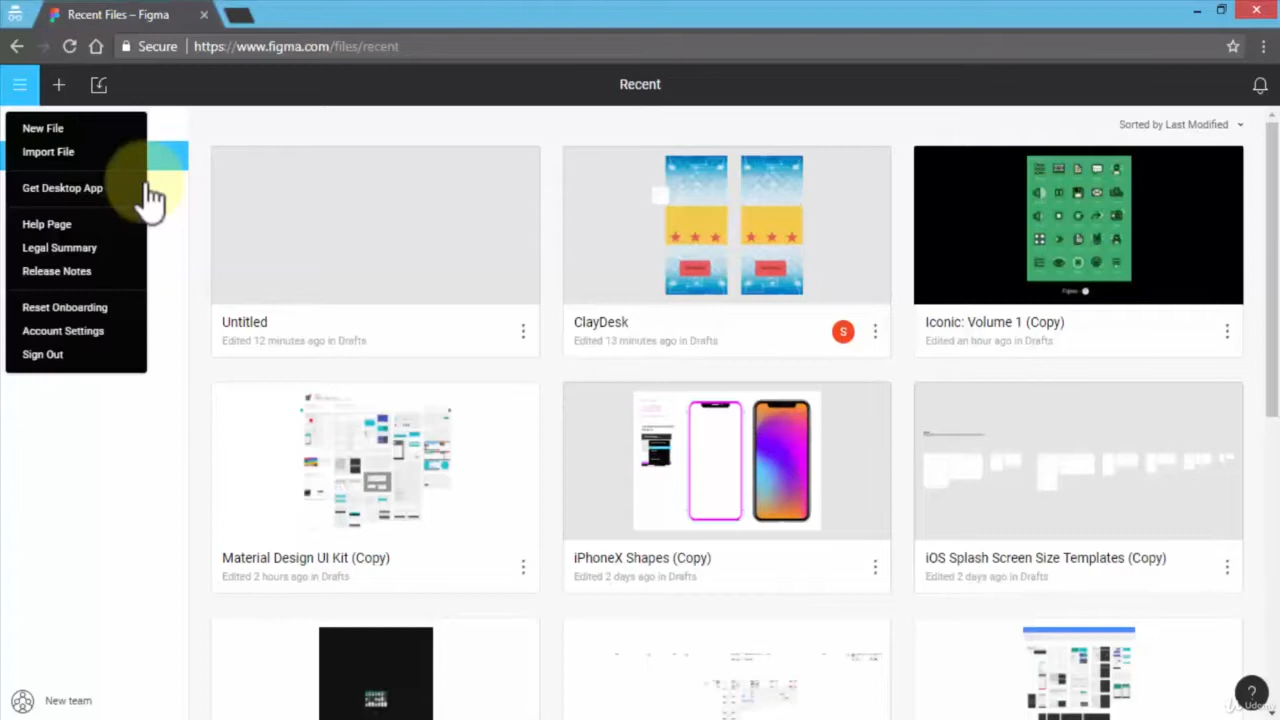 Recent Files – Figma
Secure
https://www.figma.com/files/recent
Recent
New File
Import File
Get Desktop App
Help Page
Legal Summary
Release Notes
Reset Onboarding
Account Settings
Sign Out
Sorted by Last Modified
Untitled
Edited 12 minutes ago in Drafts
ClayDesk
Edited 13 minutes ago in Drafts
S
Figma
Iconic: Volume 1 (Copy)
Edited an hour ago in Drafts
Material Design UI Kit (Copy)
Edited 2 hours ago in Drafts
iPhoneX Shapes (Copy)
Edited 2 days ago in Drafts
iOS Splash Screen Size Templates (Copy)
Edited 2 days ago in Drafts
New team
?
Udemy